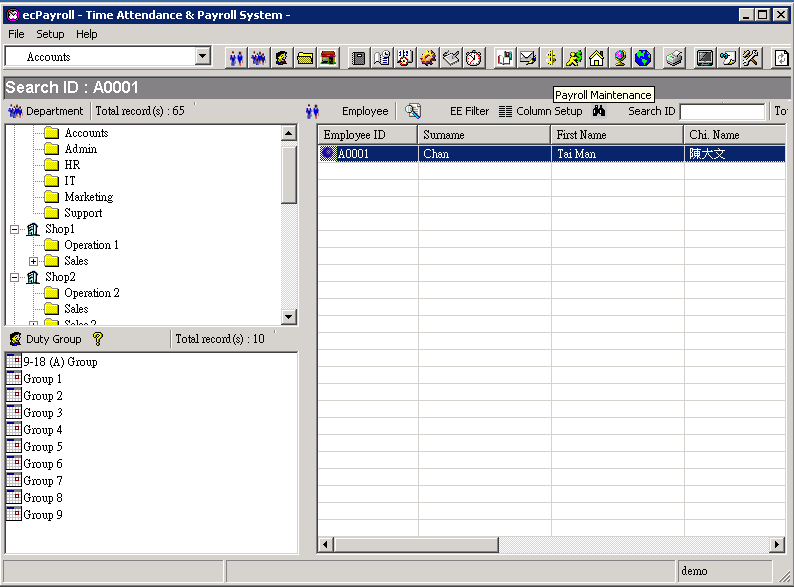 ecPayroll - Time Attendance & Payroll System -
File Setup Help
Accounts
Search ID : A0001
Payroll Maintenance
Department Total record(s) : 65 Employee EE Filter Column Setup Search ID To
Accounts
Admin
HR
IT
Marketing
Support
Shop1
Operation 1
Sales
Shop2
Operation 2
Sales
Sales 2
Employee ID Surname First Name Chi. Name
A0001 Chan Tai Man 陳大文
Duty Group Total record(s) : 10
9-18 (A) Group
Group 1
Group 2
Group 3
Group 4
Group 5
Group 6
Group 7
Group 8
Group 9
demo